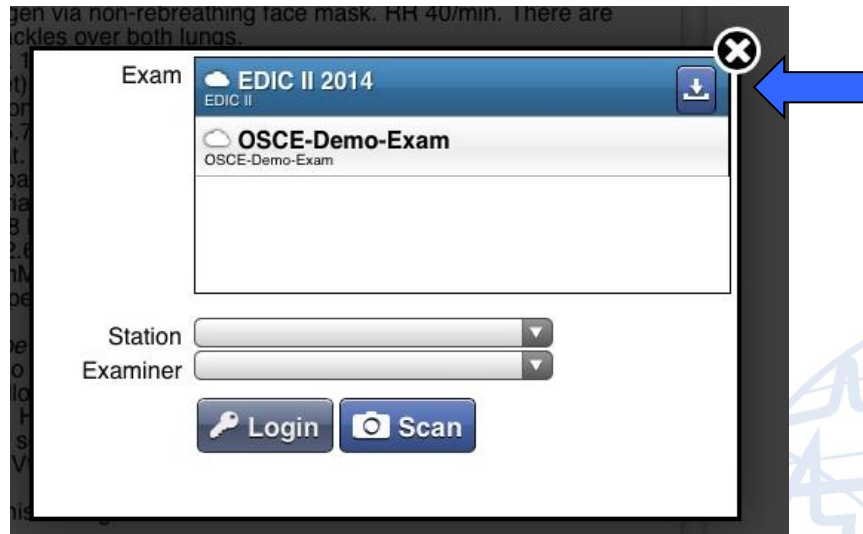 gen via non-rebreathing face mask. RR 40/min. There are
ckles over both lungs.
Exam
EDIC II 2014
EDIC II
OSCE-Demo-Exam
OSCE-Demo-Exam
Station
Examiner
Login Scan